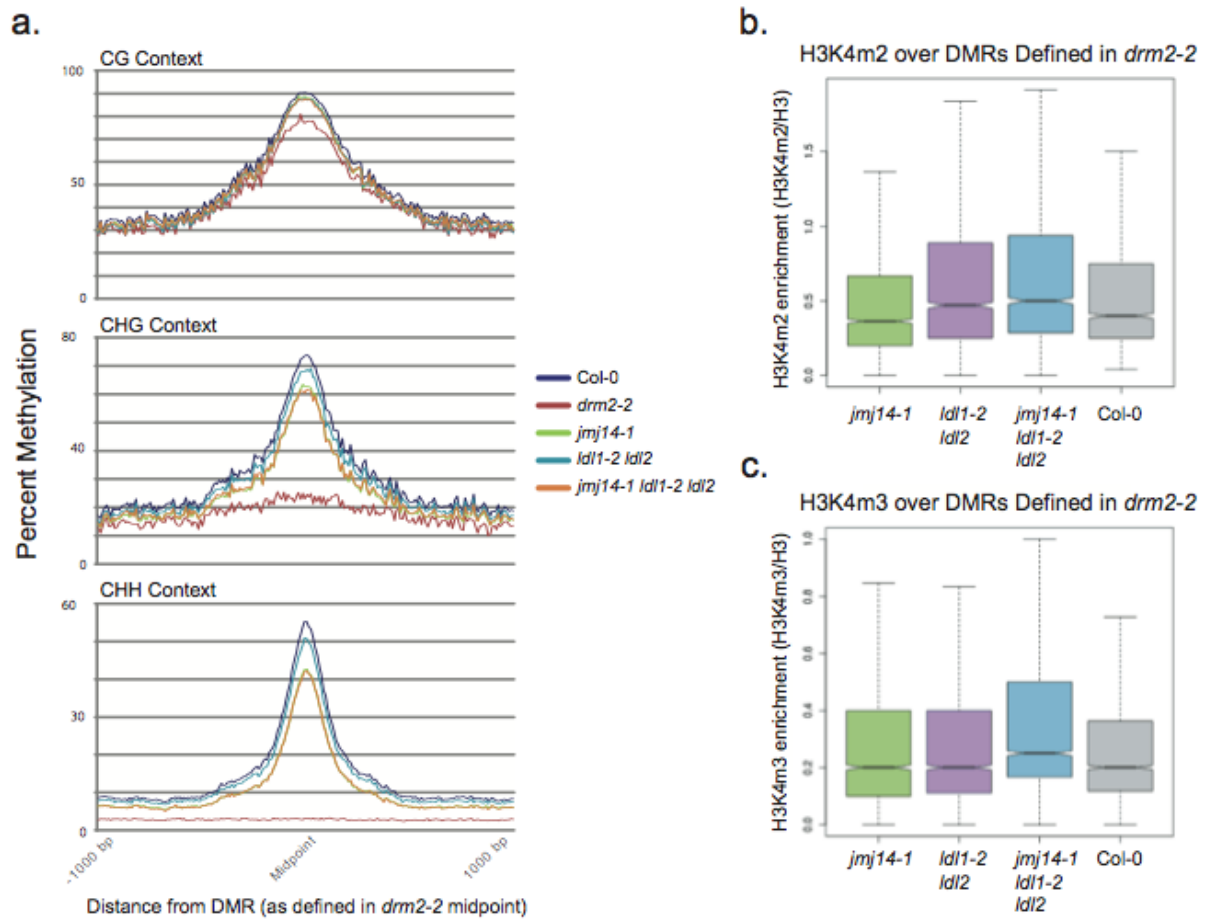 a.
CG Context
100
50
0
CHG Context
80
40
0
CHH Context
60
30
0
Percent Methylation
-1000 bp
Midpoint
1000 bp
Distance from DMR (as defined in drm2-2 midpoint)
Col-0
drm2-2
jmj14-1
ldl1-2 ldl2
jmj14-1 ldl1-2 ldl2
b.
H3K4m2 over DMRs Defined in drm2-2
H3K4m2 enrichment (H3K4m2/H3)
1.5
1.0
0.5
0.0
jmj14-1
ldl1-2
ldl2
jmj14-1
ldl1-2
ldl2
Col-0
c.
H3K4m3 over DMRs Defined in drm2-2
H3K4m3 enrichment (H3K4m3/H3)
1.0
0.8
0.6
0.4
0.2
0.0
jmj14-1
ldl1-2
ldl2
jmj14-1
ldl1-2
ldl2
Col-0